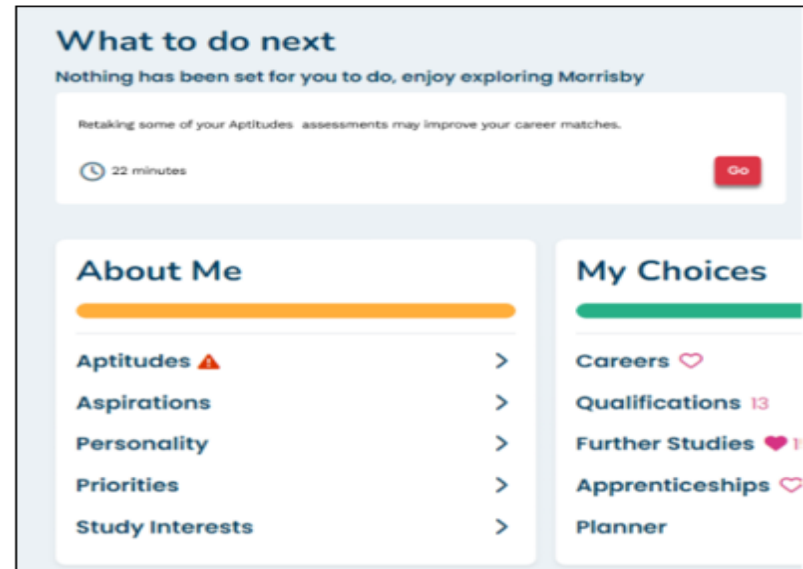 What to do next
Nothing has been set for you to do, enjoy exploring Morrisby
Retaking some of your Aptitudes assessments may improve your career matches.
22 minutes
Go
About Me
Aptitudes
Aspirations
Personality
Priorities
Study Interests
My Choices
Careers
Qualifications 13
Further Studies
Apprenticeships
Planner